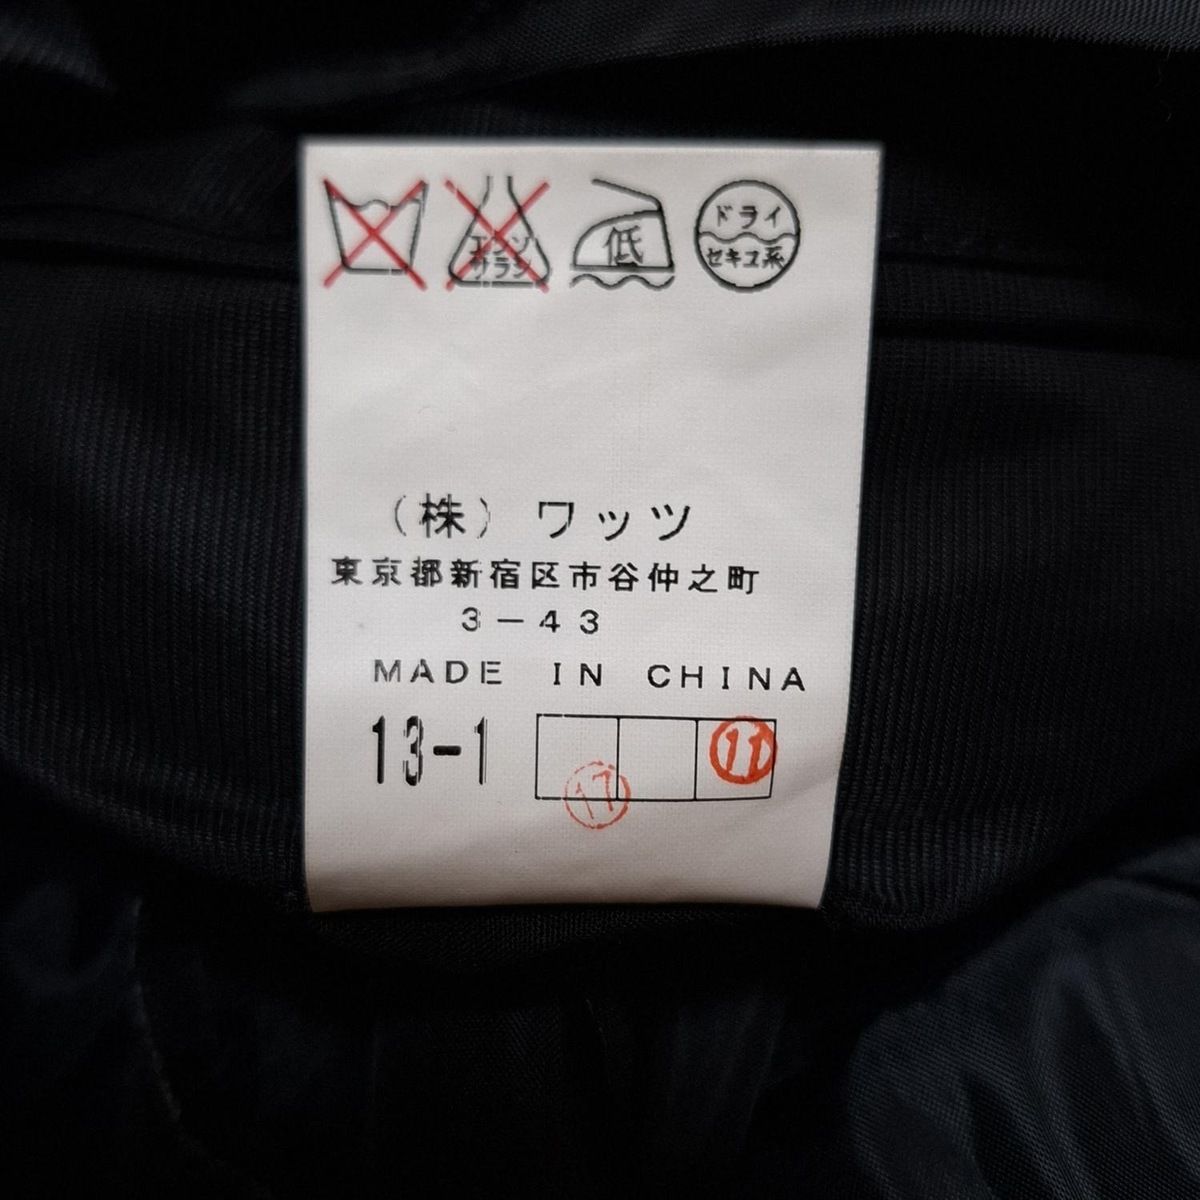 エンソ サラシ 低 ドライ セキユ系
（株）ワッツ
東京都新宿区市谷仲之町
3－43
MADE IN CHINA
13-1 11
17